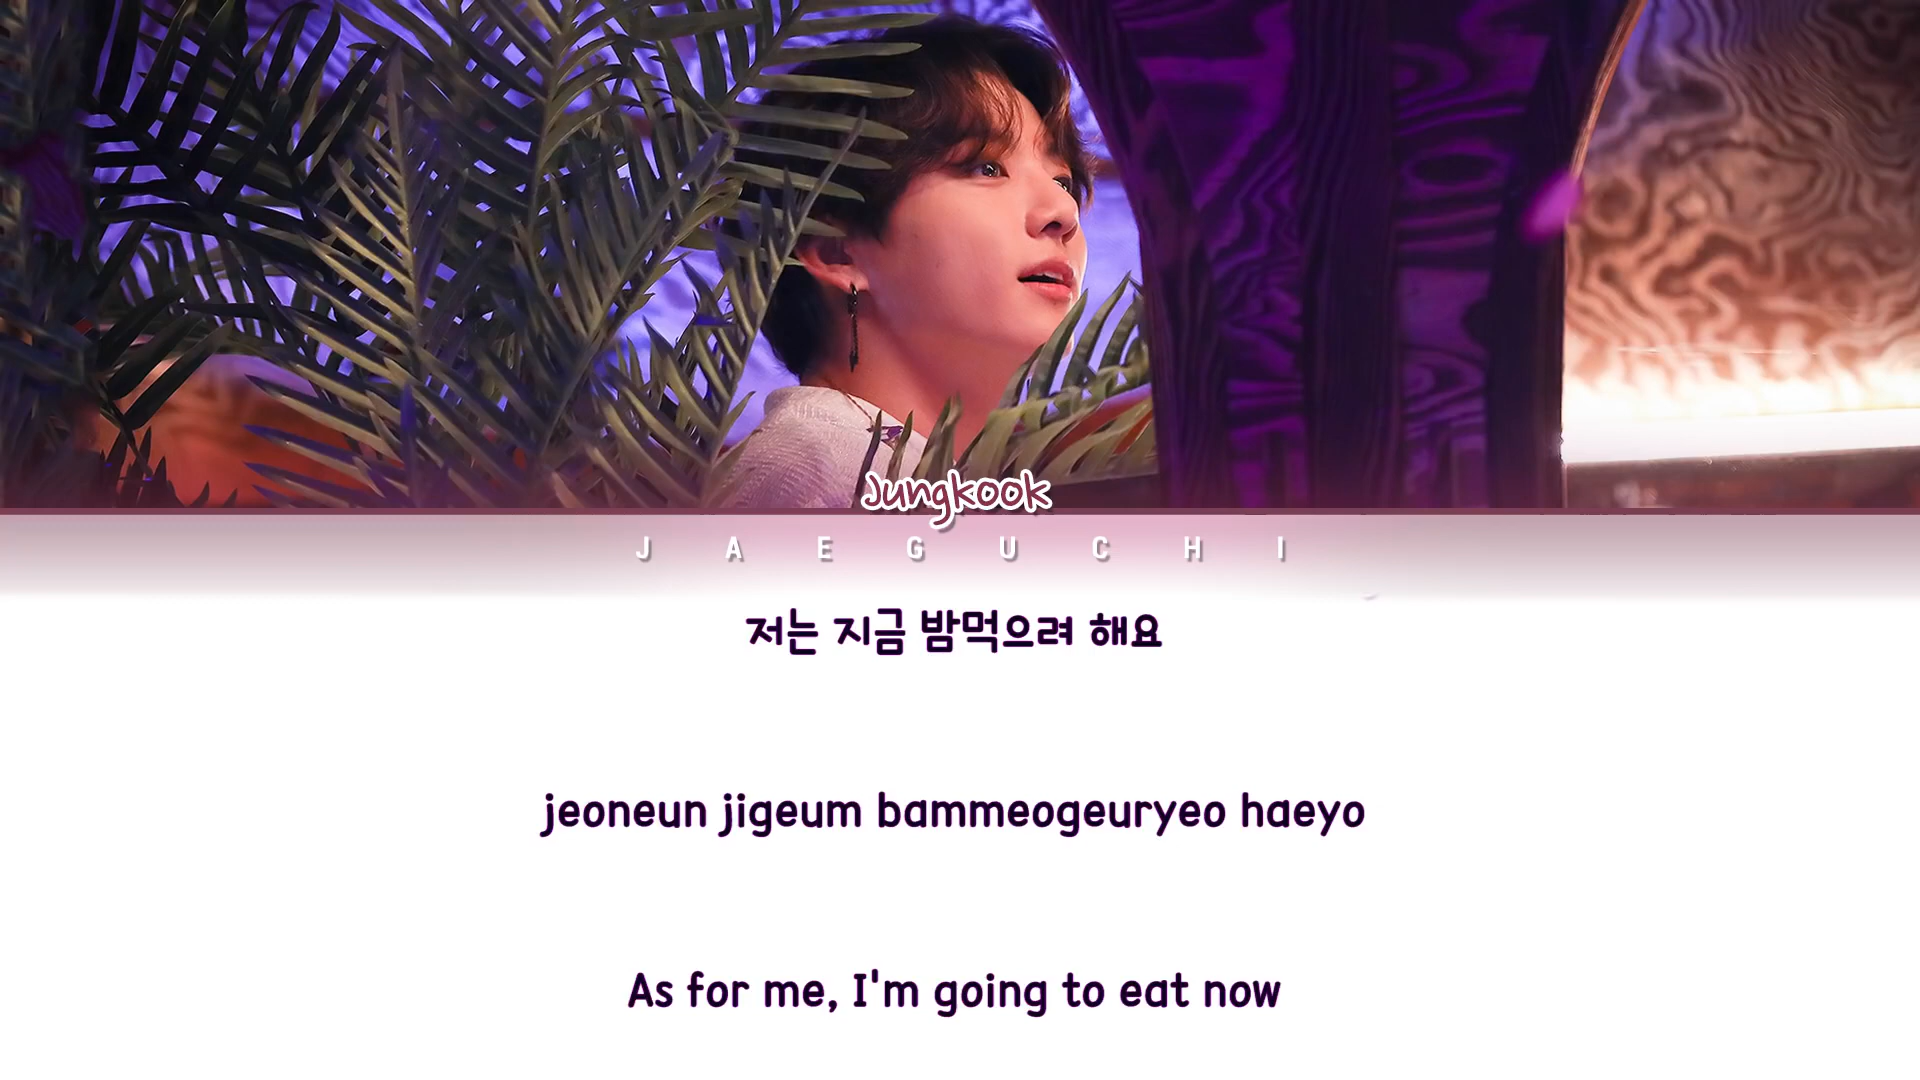 Jungkook
JAEGUCHI
저는 지금 밤먹으려 해요
jeoneun jigeum bammeogeuryeo haeyo
As for me, I'm going to eat now